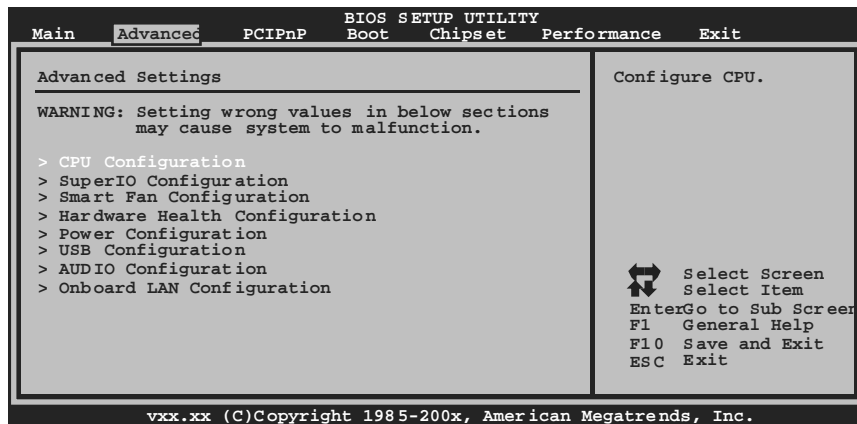 BIOS SETUP UTILITY
Main Advanced PCIPnP Boot Chipset Performance Exit
Advanced Settings
WARNING: Setting wrong values in below sections
may cause system to malfunction.
> CPU Configuration
> SuperIO Configuration
> Smart Fan Configuration
> Hardware Health Configuration
> Power Configuration
> USB Configuration
> AUDIO Configuration
> Onboard LAN Configuration
Configure CPU.
Select Screen
Select Item
Enter Go to Sub Screen
F1 General Help
F10 Save and Exit
ESC Exit
vxx.xx (C)Copyright 1985-200x, American Megatrends, Inc.